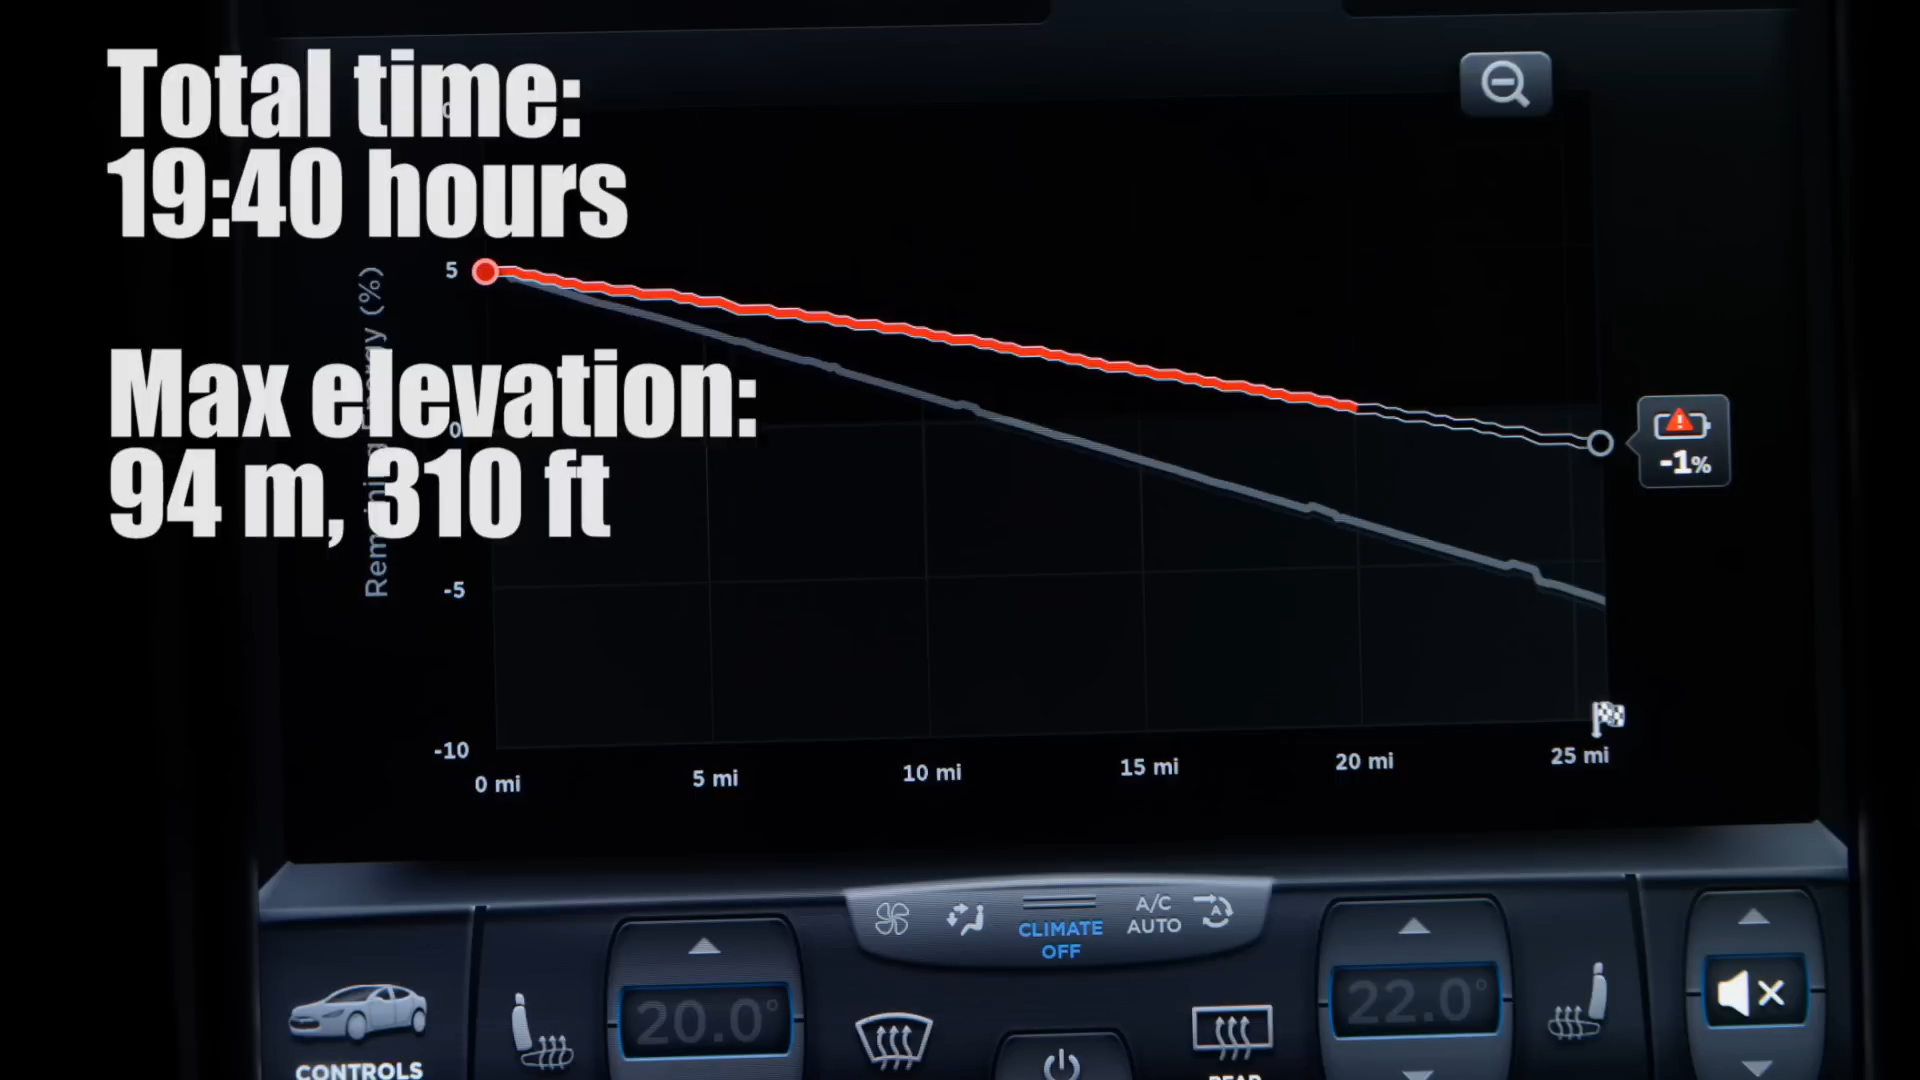 Total time:
19:40 hours
Max elevation:
94 m, 310 ft
5
0
-5
-10
-1%
0 mi
5 mi
10 mi
15 mi
20 mi
25 mi
A/C
AUTO
CLIMATE
OFF
20.0°
22.0°
CONTROLS
REAR